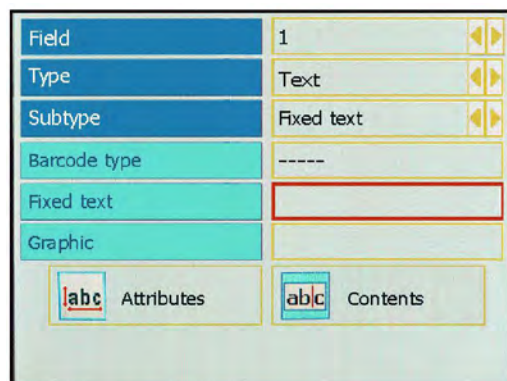 Field 1
Type Text
Subtype Fixed text
Barcode type -----
Fixed text
Graphic
abc Attributes abc Contents